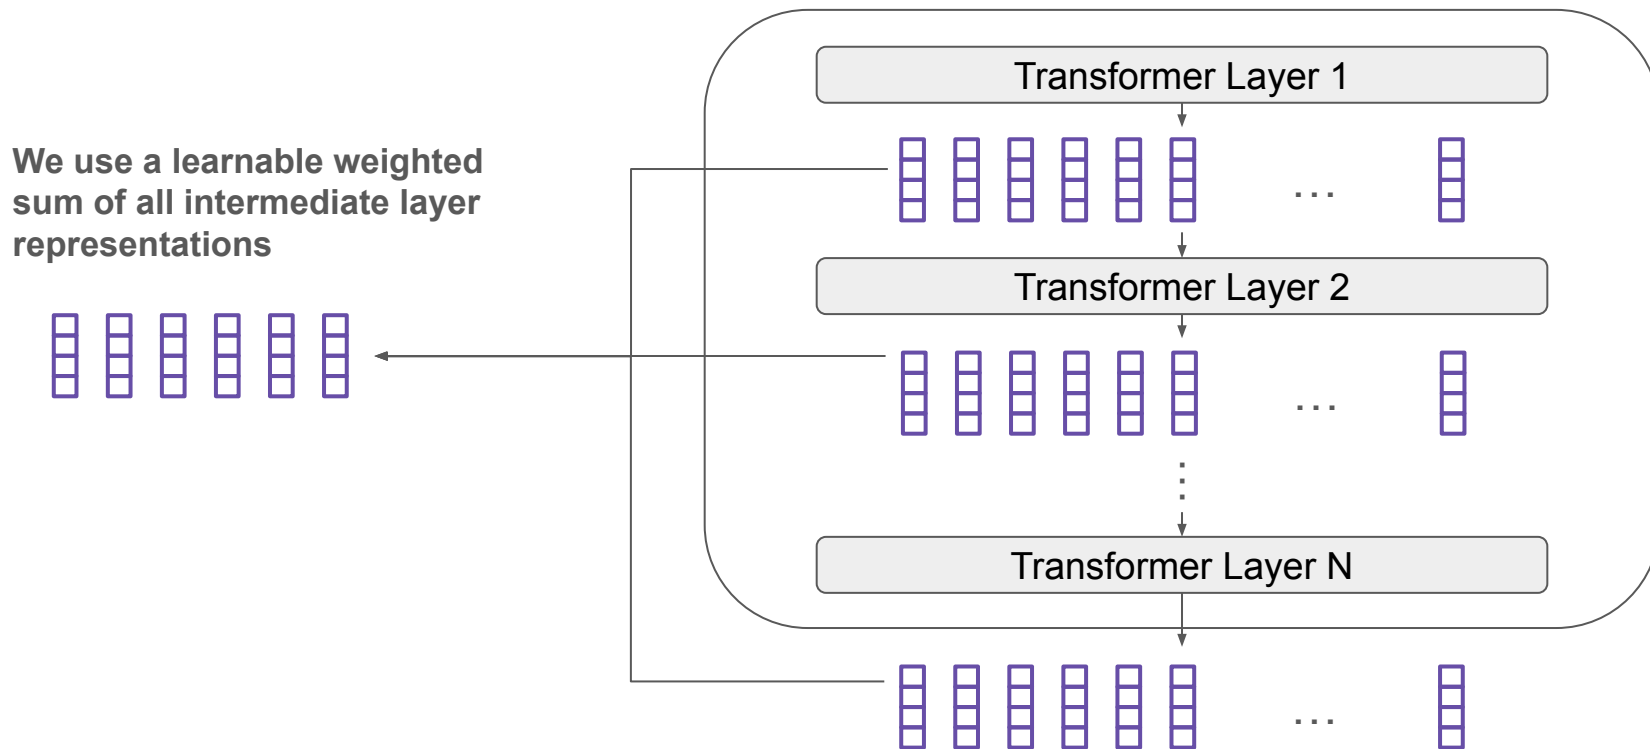 We use a learnable weighted
sum of all intermediate layer
representations
Transformer Layer 1
...
Transformer Layer 2
...
Transformer Layer N
...